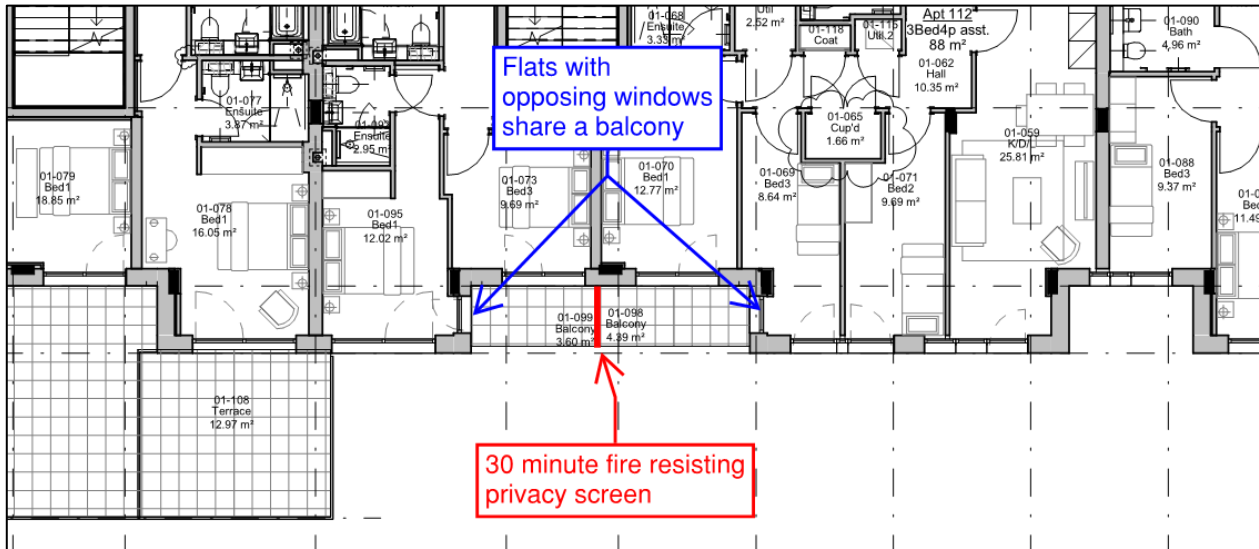 Util
2.52 m²
01-068
Ensuite
01-118
Coat
Util.2
Apt 112
3Bed4p asst.
88 m²
01-062
Hall
10.35 m²
01-090
Bath
4.96 m²
Flats with
opposing windows
share a balcony
01-077
Ensuite
3.87 m²
Ensuite
2.95 m²
01-065
Cup'd
1.66 m²
01-059
K/D/L
25.81 m²
01-079
Bed1
18.85 m²
01-078
Bed1
16.05 m²
01-095
Bed1
12.02 m²
01-073
Bed3
9.69 m²
01-070
Bed1
12.77 m²
01-069
Bed3
8.64 m²
01-071
Bed2
9.69 m²
01-088
Bed3
9.37 m²
01-099
Balcony
3.60 m²
01-098
Balcony
4.39 m²
01-108
Terrace
12.97 m²
30 minute fire resisting
privacy screen